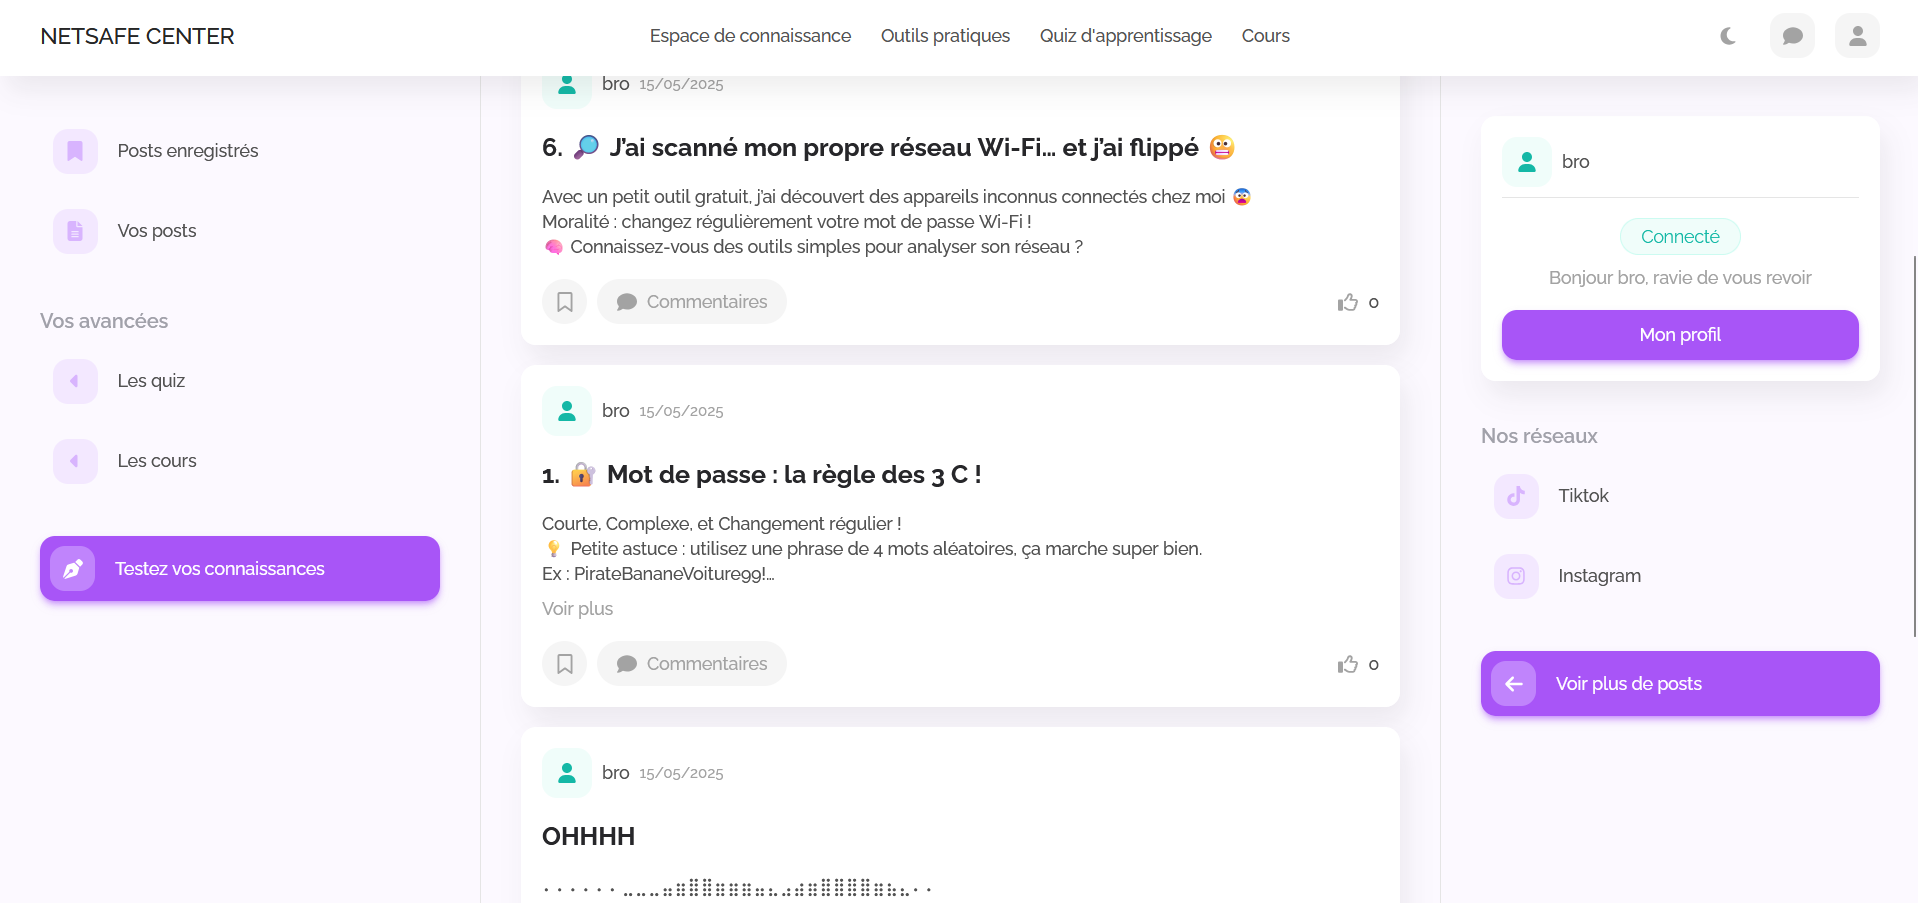 NETSAFE CENTER
Espace de connaissance
Outils pratiques
Quiz d'apprentissage
Cours
Posts enregistrés
Vos posts
Vos avancées
Les quiz
Les cours
Testez vos connaissances
bro 15/05/2025
6. 🔎 J’ai scanné mon propre réseau Wi-Fi… et j’ai flippé 😬
Avec un petit outil gratuit, j’ai découvert des appareils inconnus connectés chez moi 😨
Moralité : changez régulièrement votre mot de passe Wi-Fi !
🧠 Connaissez-vous des outils simples pour analyser son réseau ?
Commentaires
0
bro 15/05/2025
1. 🔐 Mot de passe : la règle des 3 C !
Courte, Complexe, et Changement régulier !
💡 Petite astuce : utilisez une phrase de 4 mots aléatoires, ça marche super bien.
Ex : PirateBananeVoiture99!...
Voir plus
Commentaires
0
bro 15/05/2025
OHHHH
bro
Connecté
Bonjour bro, ravie de vous revoir
Mon profil
Nos réseaux
Tiktok
Instagram
Voir plus de posts